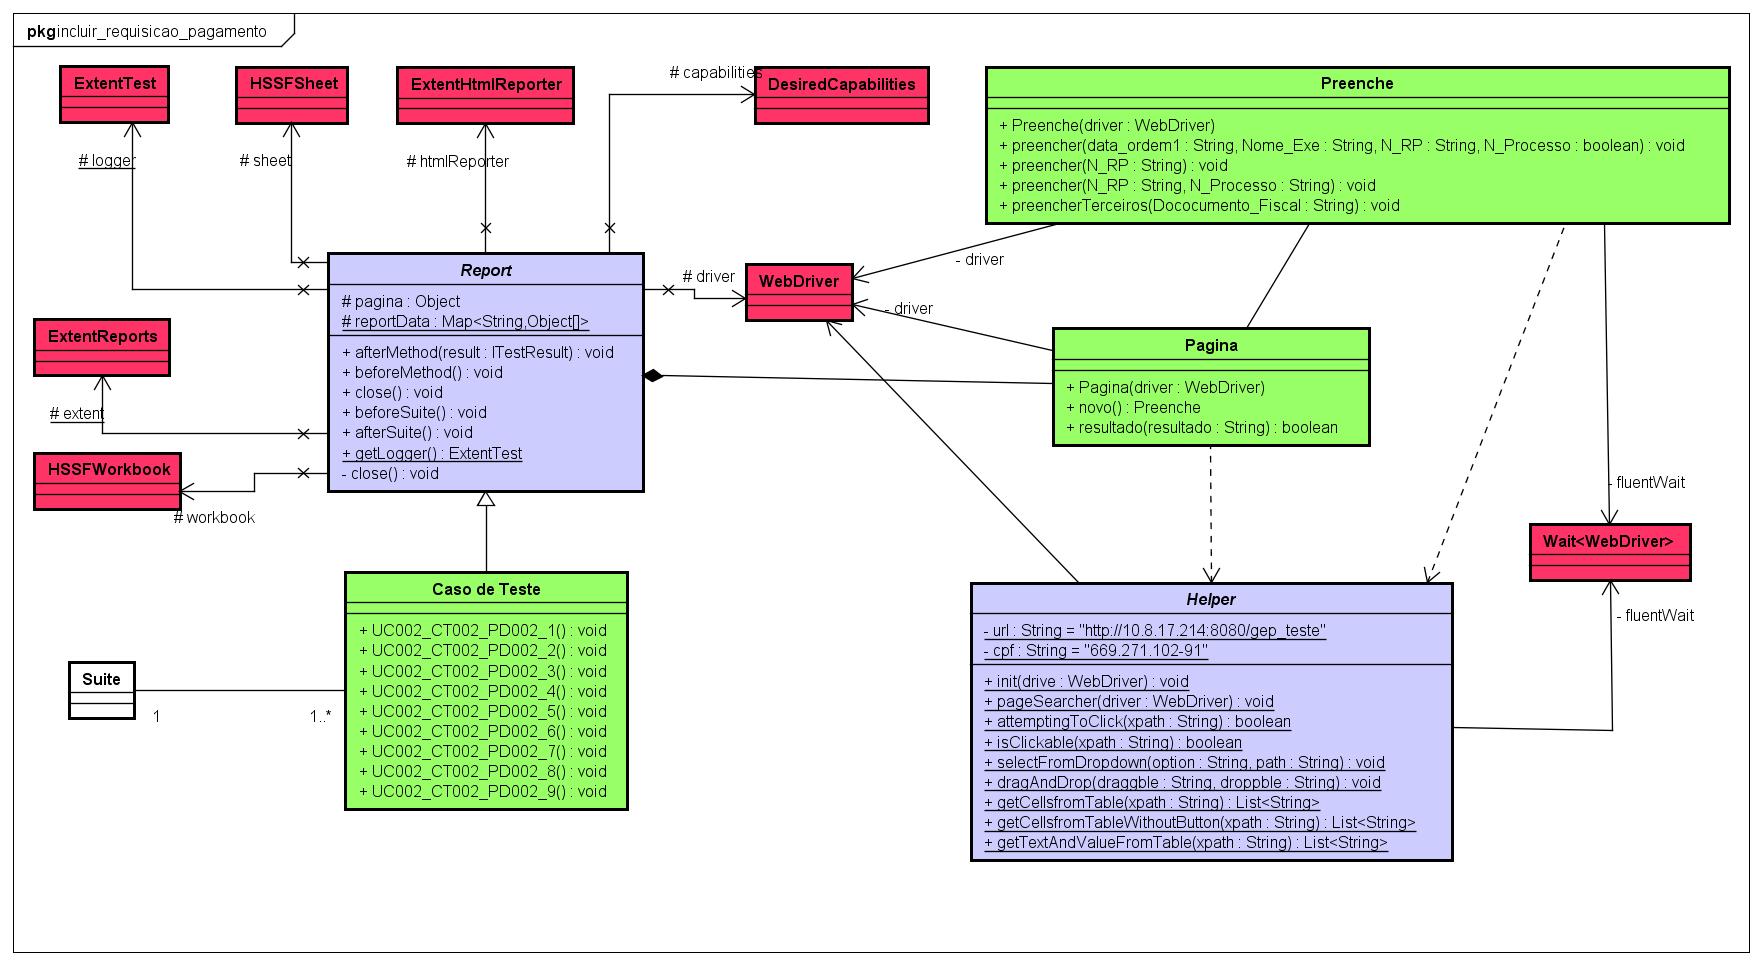 pkg incluir_requisicao_pagamento
ExtentTest
HSSFSheet
ExtentHtmlReporter
# capabilities
DesiredCapabilities
Preenche
+ Preenche(driver : WebDriver)
+ preencher(data_ordem1 : String, Nome_Exe : String, N_RP : String, N_Processo : boolean) : void
+ preencher(N_RP : String) : void
+ preencher(N_RP : String, N_Processo : String) : void
+ preencherTerceiros(Dococumento_Fiscal : String) : void
# logger
# sheet
# htmlReporter
Report
# pagina : Object
# reportData : Map<String,Object[]>
+ afterMethod(result : ITestResult) : void
+ beforeMethod() : void
+ close() : void
+ beforeSuite() : void
+ afterSuite() : void
+ getLogger() : ExtentTest
- close() : void
# driver
WebDriver
- driver
- driver
ExtentReports
# extent
HSSFWorkbook
# workbook
Pagina
+ Pagina(driver : WebDriver)
+ novo() : Preenche
+ resultado(resultado : String) : boolean
- fluentWait
Wait<WebDriver>
- fluentWait
Caso de Teste
+ UC002_CT002_PD002_1() : void
+ UC002_CT002_PD002_2() : void
+ UC002_CT002_PD002_3() : void
+ UC002_CT002_PD002_4() : void
+ UC002_CT002_PD002_5() : void
+ UC002_CT002_PD002_6() : void
+ UC002_CT002_PD002_7() : void
+ UC002_CT002_PD002_8() : void
+ UC002_CT002_PD002_9() : void
Suite
1
1..*
Helper
- url : String = "http://10.8.17.214:8080/gep_teste"
- cpf : String = "669.271.102-91"
+ init(drive : WebDriver) : void
+ pageSearcher(driver : WebDriver) : void
+ attemptingToClick(xpath : String) : boolean
+ isClickable(xpath : String) : boolean
+ selectFromDropdown(option : String, path : String) : void
+ dragAndDrop(draggble : String, droppble : String) : void
+ getCellsfromTable(xpath : String) : List<String>
+ getCellsfromTableWithoutButton(xpath : String) : List<String>
+ getTextAndValueFromTable(xpath : String) : List<String>